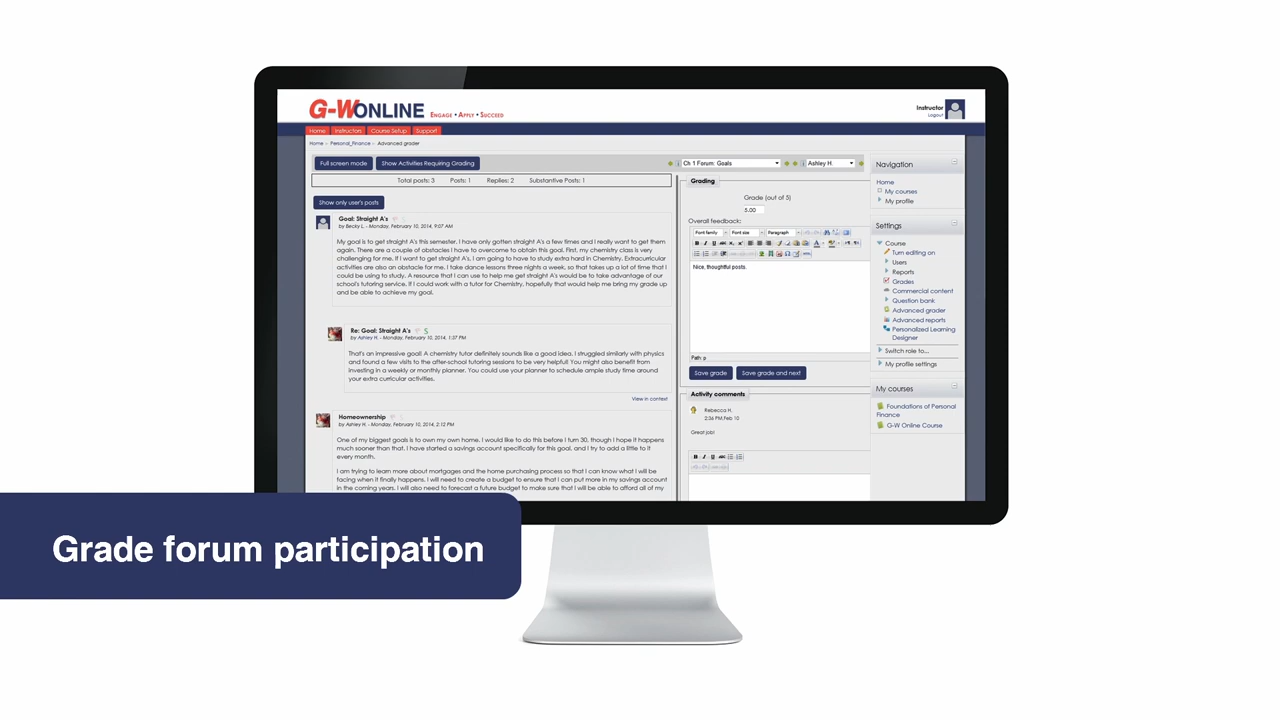 G-WONLINE ENGAGE • APPLY • SUCCEED
Instructor
Logout
Home Instructors Course Setup Support
Home Personal_Finance Advanced grader
Full screen mode Show Activities Requiring Grading
Ch 1 Forum: Goals
Ashley H.
Total posts: 3 Posts: 1 Replies: 2 Substantive Posts: 1
Show only user's posts
Goal: Straight A's
by Becky L. - Monday, February 10, 2014, 9:07 AM
My goal is to get straight A's this semester. I have only gotten straight A's a few times and I really want to get them
again. There are a couple of obstacles I have to overcome to obtain this goal. First, my chemistry class is very
challenging for me. If I want to get straight A's, I am going to have to study extra hard in Chemistry. Extracurricular
activities are also an obstacle for me. I take dance lessons three nights a week, so that takes up a lot of time that I
could be using to study. A resource that I can use to help me get straight A's would be to take advantage of our
school's tutoring service. If I could work with a tutor for Chemistry, hopefully that would help me bring my grade up
and be able to achieve my goal.
Re: Goal: Straight A's S
by Ashley H. - Monday, February 10, 2014, 1:37 PM
That's an impressive goal! A chemistry tutor definitely sounds like a good idea. I struggled similarly with physics
and found a few visits to the after-school tutoring sessions to be very helpful! You might also benefit from
investing in a weekly or monthly planner. You could use your planner to schedule ample study time around
your extra curricular activities.
View in context
Homeownership
by Ashley H. - Monday, February 10, 2014, 2:12 PM
One of my biggest goals is to own my own home. I would like to do this before I turn 30, though I hope it happens
much sooner than that. I have started a savings account specifically for this goal, and I try to add a little to it
every month.
I am trying to learn more about mortgages and the home purchasing process so that I can know what I will be
facing when it finally happens. I will need to create a budget to ensure that I can put more in my savings account
in the coming years. I will also need to forecast a future budget to make sure that I will be able to afford all of my
Grading
Grade (out of 5)
5.00
Overall feedback:
Font family Font size Paragraph
Nice, thoughtful posts.
Path: p
Save grade Save grade and next
Activity comments
Rebecca H.
2:36 PM, Feb 10
Great job!
Navigation
Home
My courses
My profile
Settings
Course
Turn editing on
Users
Reports
Grades
Commercial content
Question bank
Advanced grader
Advanced reports
Personalized Learning
Designer
Switch role to...
My profile settings
My courses
Foundations of Personal
Finance
G-W Online Course
Grade forum participation